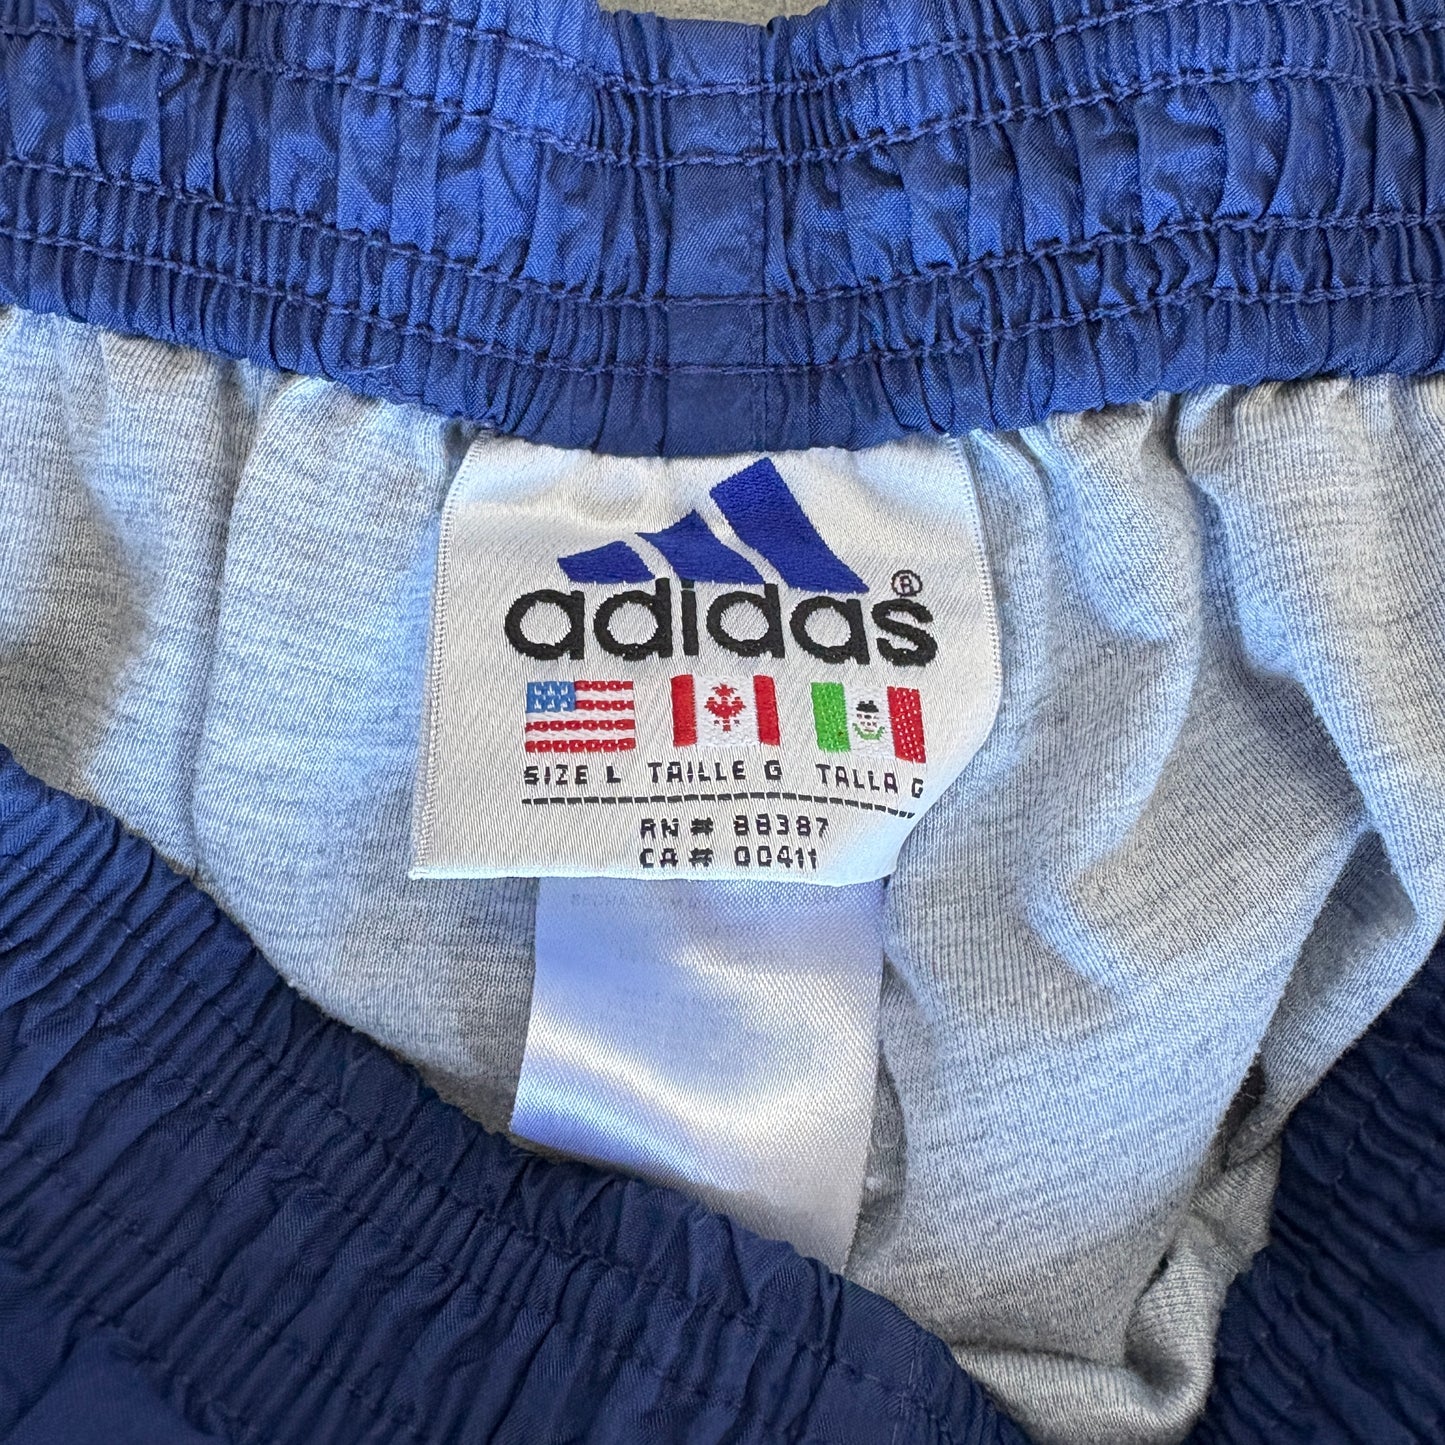 adidas®
SIZE L TAILLE G TALLA G
RN # 88387
CA # 00411